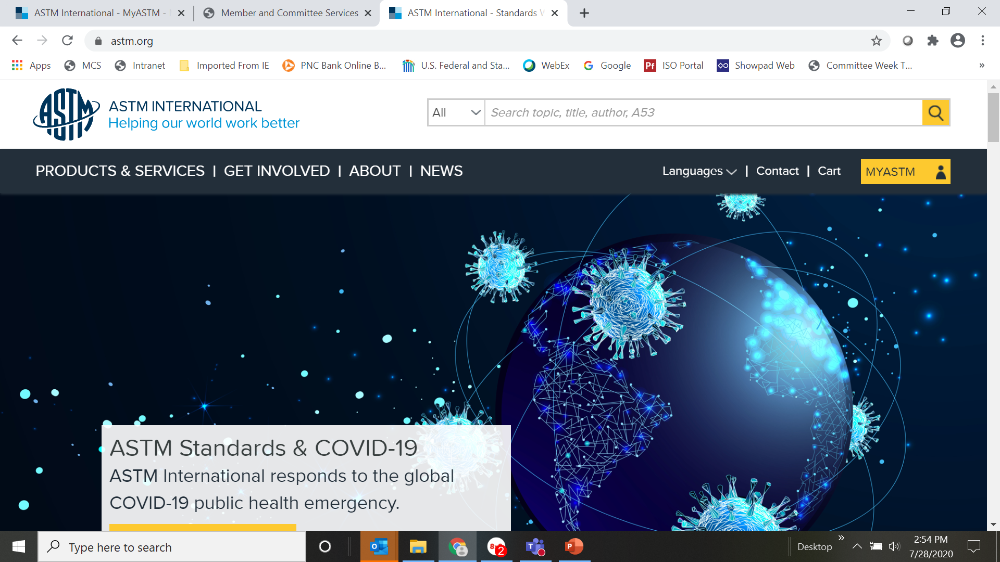 ASTM International - MyASTM -
Member and Committee Services
ASTM International - Standards W
astm.org
Apps
MCS
Intranet
Imported From IE
PNC Bank Online B...
U.S. Federal and Sta...
WebEx
Google
Pf
ISO Portal
Showpad Web
Committee Week T...
»
ASTM
ASTM INTERNATIONAL
Helping our world work better
All
Search topic, title, author, A53
PRODUCTS & SERVICES | GET INVOLVED | ABOUT | NEWS
Languages | Contact | Cart
MYASTM
ASTM Standards & COVID-19
ASTM International responds to the global
COVID-19 public health emergency.
Type here to search
2
Desktop
»
2:54 PM
7/28/2020